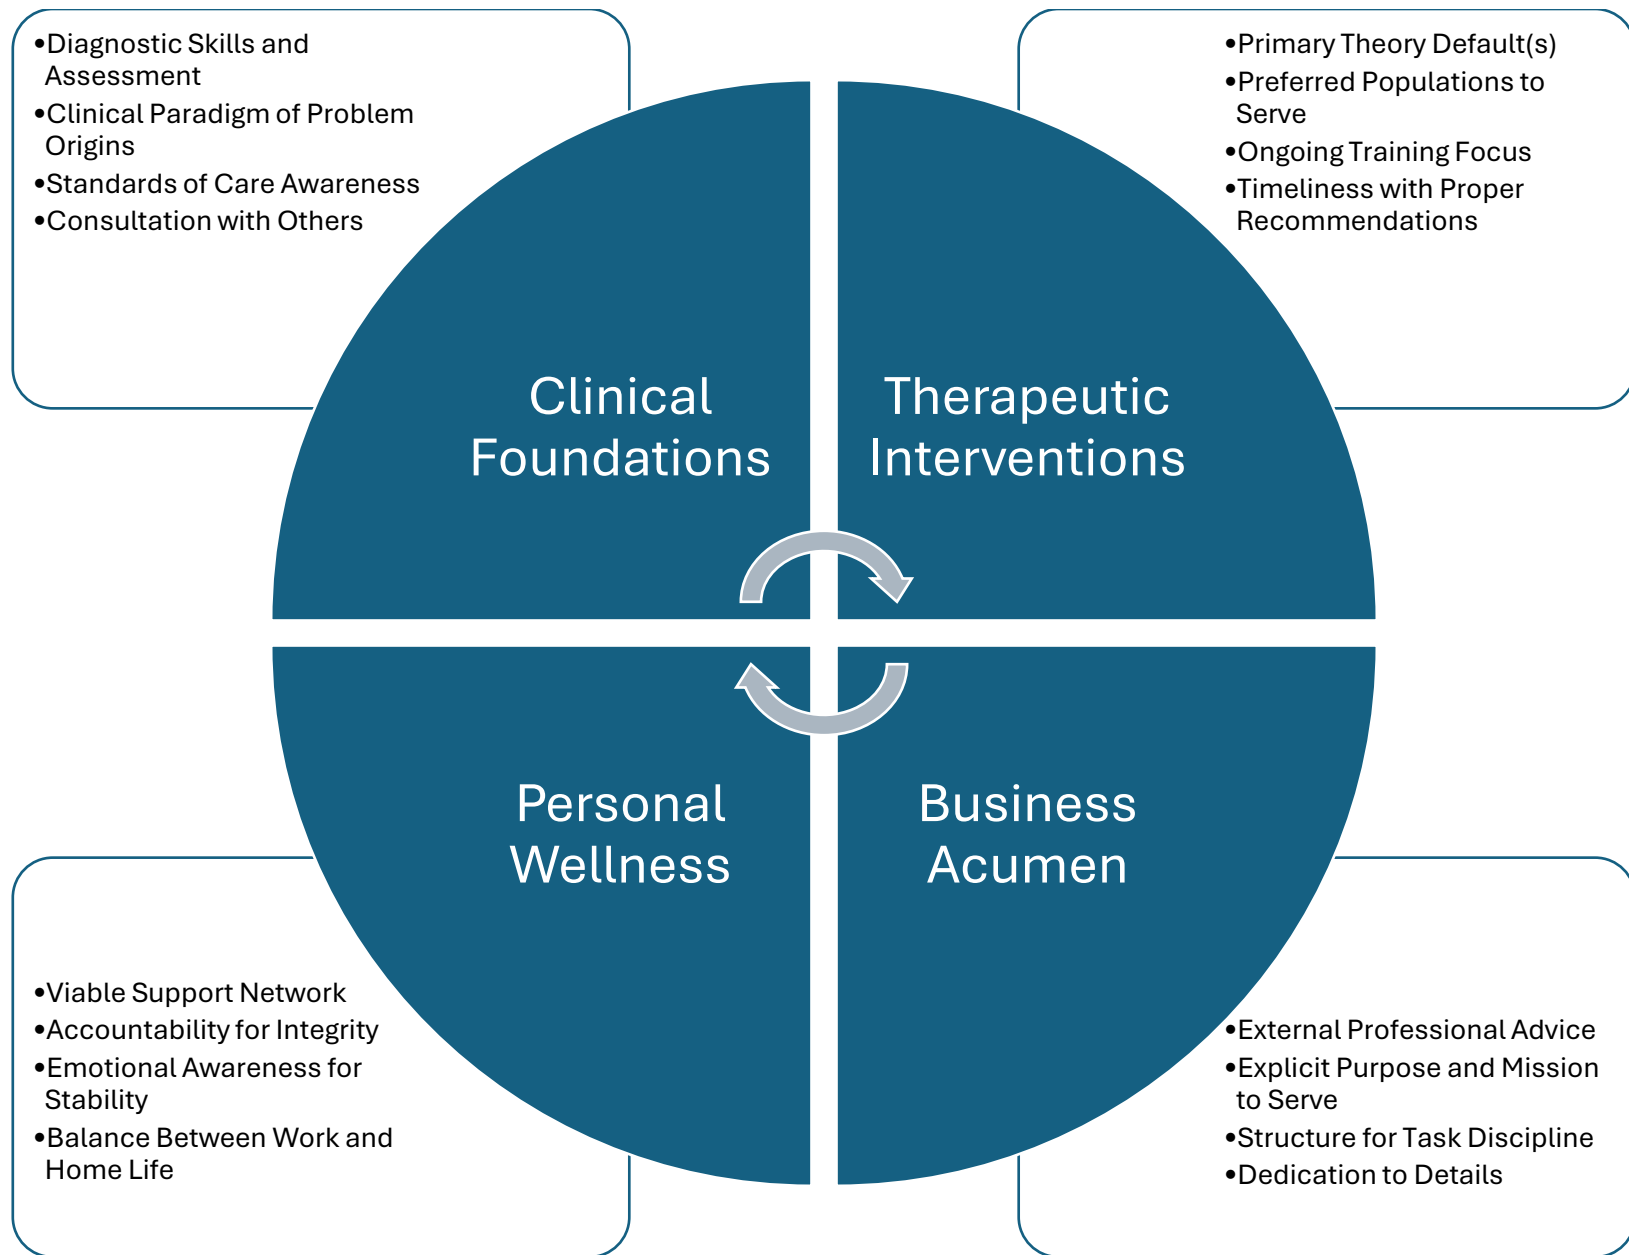 •Diagnostic Skills and
Assessment
•Clinical Paradigm of Problem
Origins
•Standards of Care Awareness
•Consultation with Others
•Primary Theory Default(s)
•Preferred Populations to
Serve
•Ongoing Training Focus
•Timeliness with Proper
Recommendations
Clinical
Foundations
Therapeutic
Interventions
Personal
Wellness
Business
Acumen
•Viable Support Network
•Accountability for Integrity
•Emotional Awareness for
Stability
•Balance Between Work and
Home Life
•External Professional Advice
•Explicit Purpose and Mission
to Serve
•Structure for Task Discipline
•Dedication to Details